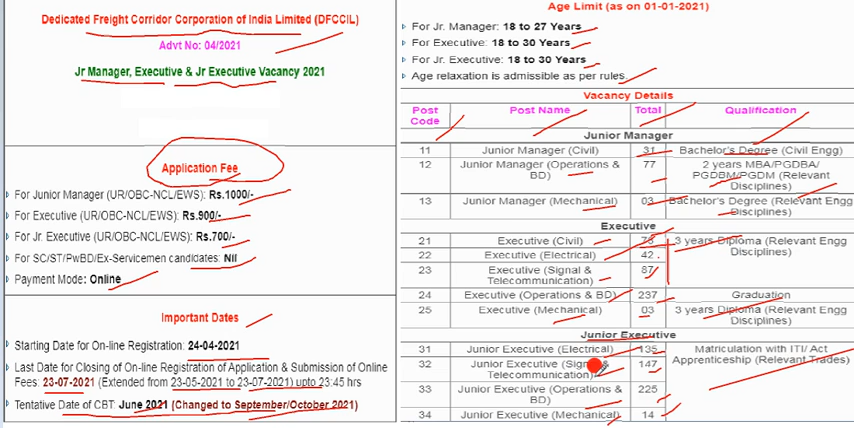 Dedicated Freight Corridor Corporation of India Limited (DFCCIL)
Advt No: 04/2021
Jr Manager, Executive & Jr Executive Vacancy 2021
Application Fee
For Junior Manager (UR/OBC-NCL/EWS): Rs.1000/-
For Executive (UR/OBC-NCL/EWS): Rs.900/-
For Jr. Executive (UR/OBC-NCL/EWS): Rs.700/-
For SC/ST/PwBD/Ex-Servicemen candidates: Nil
Payment Mode: Online
Important Dates
Starting Date for On-line Registration: 24-04-2021
Last Date for Closing of On-line Registration of Application & Submission of Online
Fees: 23-07-2021 (Extended from 23-05-2021 to 23-07-2021) upto 23:45 hrs
Tentative Date of CBT: June 2021 (Changed to September/October 2021)
Age Limit (as on 01-01-2021)
For Jr. Manager: 18 to 27 Years
For Executive: 18 to 30 Years
For Jr. Executive: 18 to 30 Years
Age relaxation is admissible as per rules.
Vacancy Details
Post Code Post Name Total Qualification
Junior Manager
11 Junior Manager (Civil) 31 Bachelor's Degree (Civil Engg)
12 Junior Manager (Operations & BD) 77 2 years MBA/PGDBA/
PGDBM/PGDM (Relevant
Disciplines)
13 Junior Manager (Mechanical) 03 Bachelor's Degree (Relevant Engg
Disciplines)
Executive
21 Executive (Civil) 73 3 years Diploma (Relevant Engg
22 Executive (Electrical) 42 Disciplines)
23 Executive (Signal &
Telecommunication) 87
24 Executive (Operations & BD) 237 Graduation
25 Executive (Mechanical) 03 3 years Diploma (Relevant Engg
Disciplines)
Junior Executive
31 Junior Executive (Electrical) 135 Matriculation with ITI/ Act
32 Junior Executive (Signal & 147 Apprenticeship (Relevant Trades)
Telecommunication)
33 Junior Executive (Operations & BD) 225
34 Junior Executive (Mechanical) 14